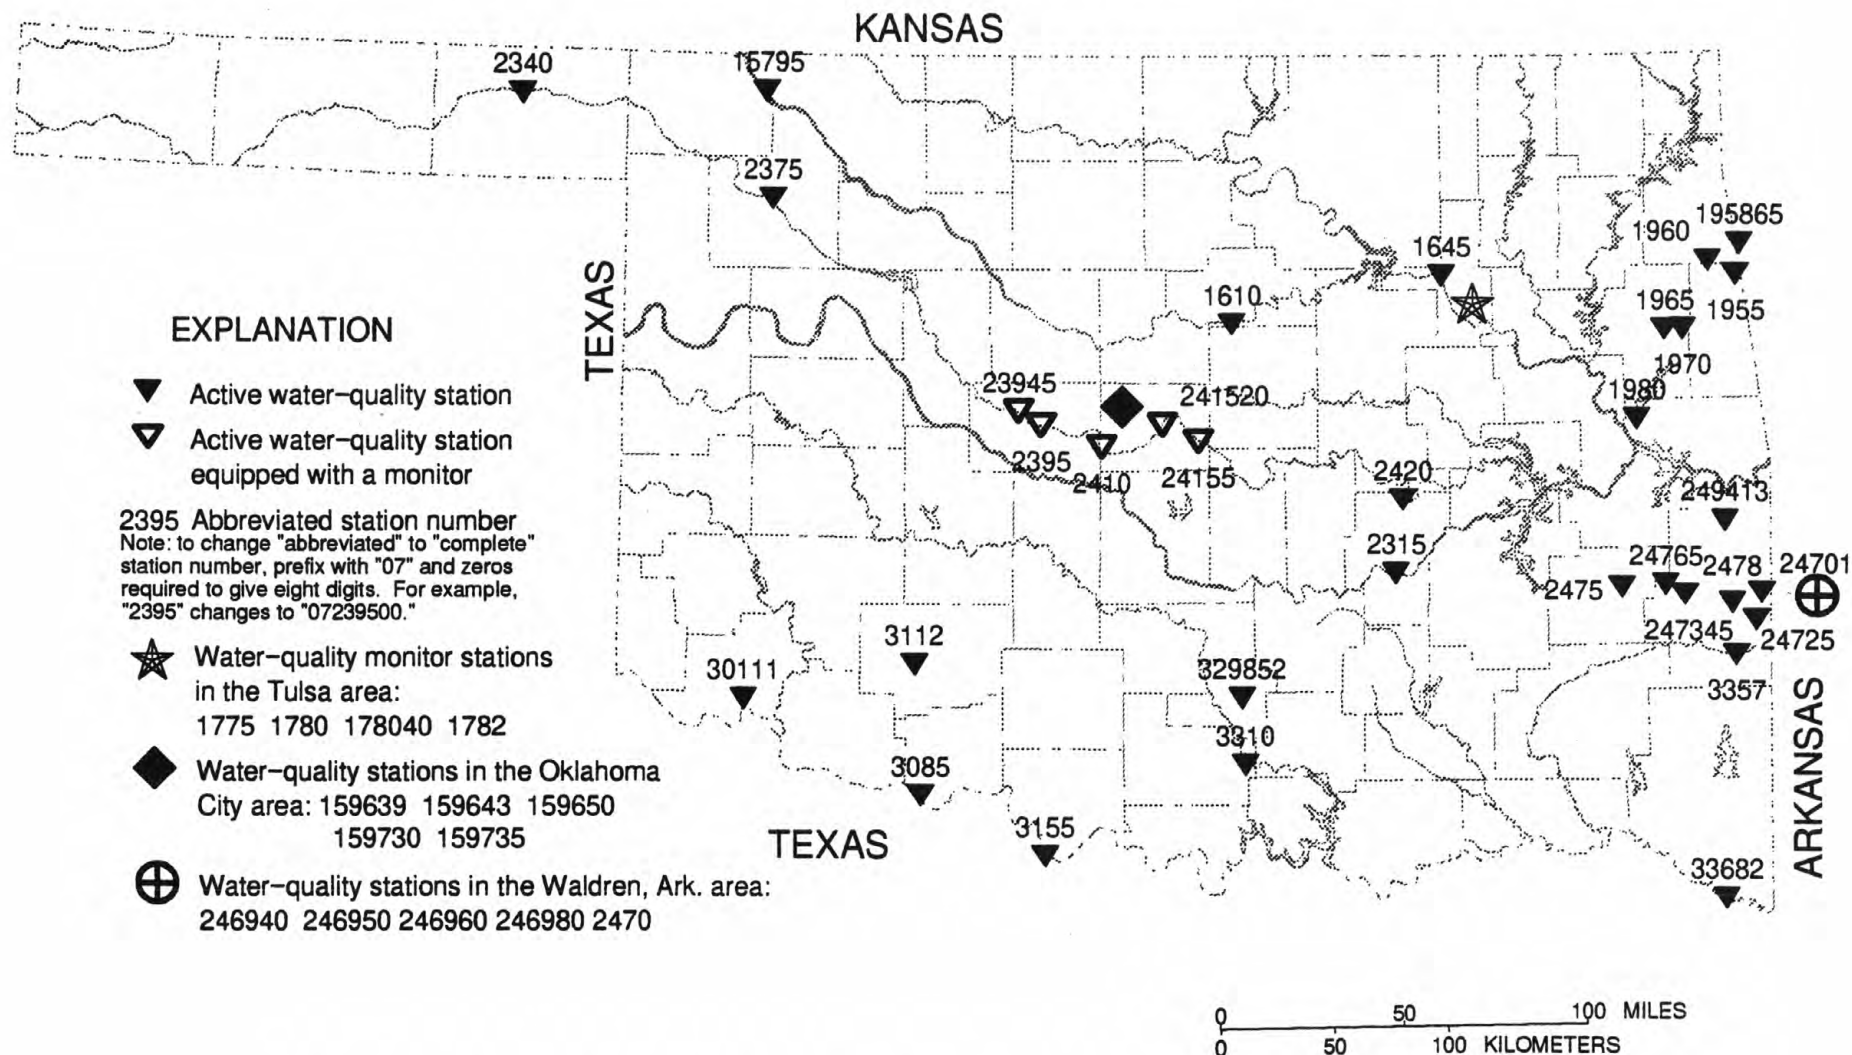 KANSAS
2340
15795
2375
195865
1960
1645
TEXAS
1610
1965
1955
1970
1980
23945
241520
2395
2410
24155
2420
249413
2315
24765
2478
24701
2475
247345
24725
3112
30111
329852
3357
3310
3085
ARKANSAS
TEXAS
3155
33682
EXPLANATION
Active water-quality station
Active water-quality station
equipped with a monitor
2395 Abbreviated station number
Note: to change "abbreviated" to "complete"
station number, prefix with "07" and zeros
required to give eight digits. For example,
"2395" changes to "07239500."
Water-quality monitor stations
in the Tulsa area:
1775 1780 178040 1782
Water-quality stations in the Oklahoma
City area: 159639 159643 159650
159730 159735
Water-quality stations in the Waldren, Ark. area:
246940 246950 246960 246980 2470
0 50 100 MILES
0 50 100 KILOMETERS